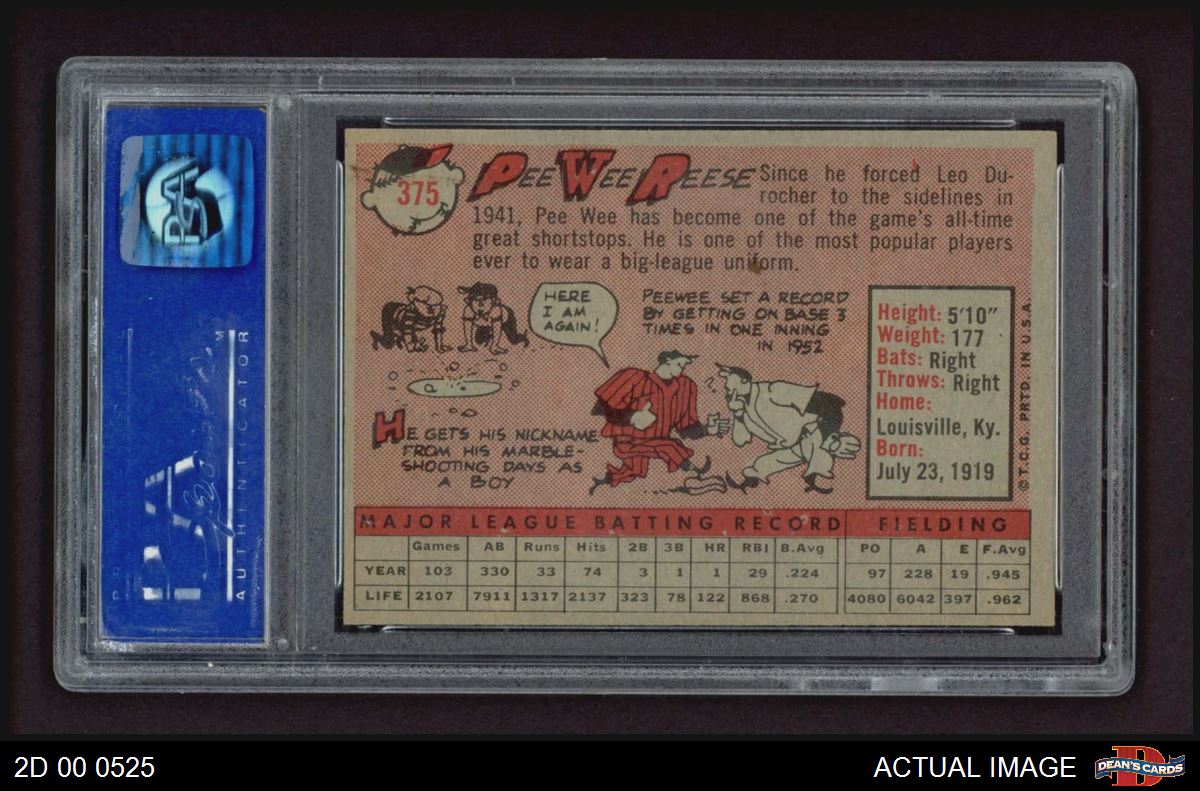 375
PEE WEE REESE
Since he forced Leo Du-
rocher to the sidelines in
1941, Pee Wee has become one of the game's all-time
great shortstops. He is one of the most popular players
ever to wear a big-league uniform.
HERE
I AM
AGAIN!
PEEWEE SET A RECORD
BY GETTING ON BASE 3
TIMES IN ONE INNING
IN 1952
HE GETS HIS NICKNAME
FROM HIS MARBLE-
SHOOTING DAYS AS
A BOY
Height: 5'10"
Weight: 177
Bats: Right
Throws: Right
Home:
Louisville, Ky.
Born:
July 23, 1919
©T.C.G. PRTD. IN U.S.A.
MAJOR LEAGUE BATTING RECORD FIELDING
Games AB Runs Hits 2B 3B HR RBI B.Avg PO A E F.Avg
YEAR 103 330 33 74 3 1 1 29 .224 97 228 19 .945
LIFE 2107 7911 1317 2137 323 78 122 868 .270 4080 6042 397 .962
PSA
PSA
AUTHENTICATOR
2D 00 0525
ACTUAL IMAGE
D
DEAN'S CARDS